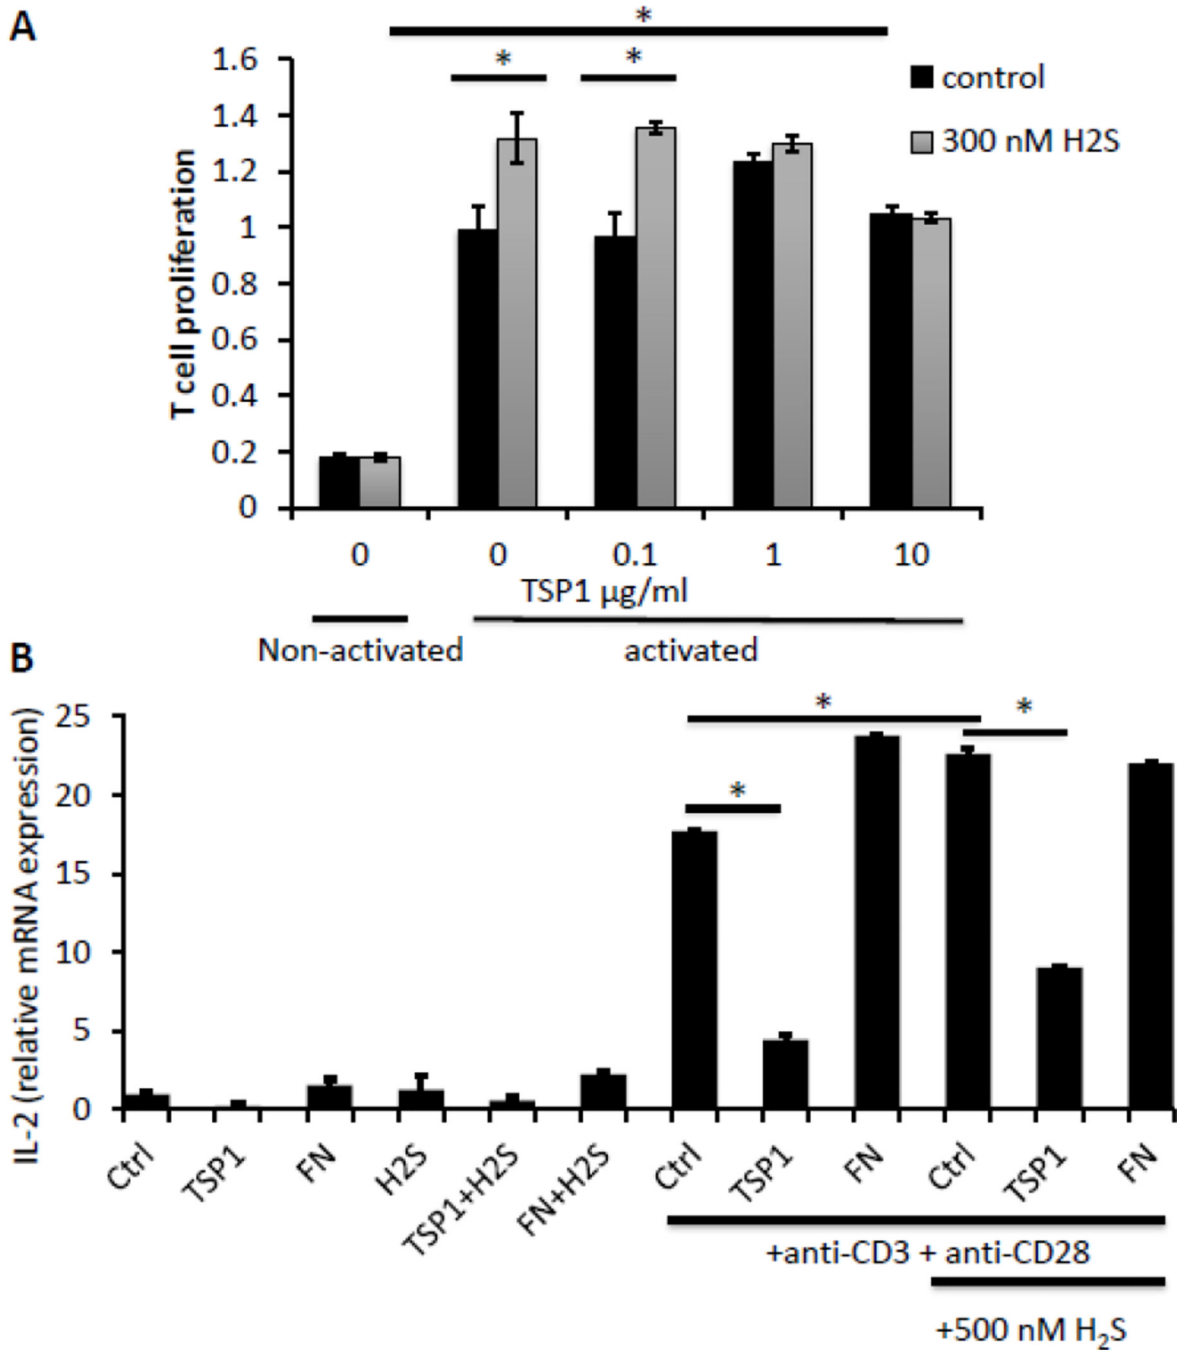 A
*
* *
1.6
1.4
1.2
1
0.8
0.6
0.4
0.2
0
T cell proliferation
control
300 nM H2S
0 0 0.1 1 10
TSP1 µg/ml
Non-activated activated
B
25
20
15
10
5
0
IL-2 (relative mRNA expression)
* *
*
Ctrl TSP1 FN H2S TSP1+H2S FN+H2S Ctrl TSP1 FN Ctrl TSP1 FN
+anti-CD3 + anti-CD28
+500 nM H₂S